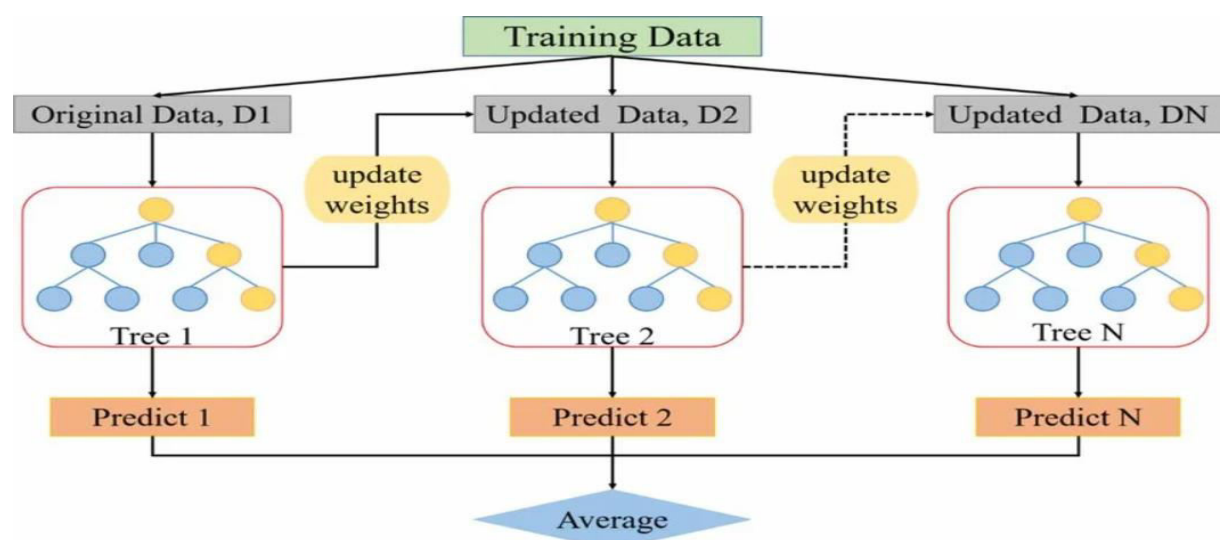 Training Data
Original Data, D1
Updated Data, D2
Updated Data, DN
update
weights
update
weights
Tree 1
Tree 2
Tree N
Predict 1
Predict 2
Predict N
Average